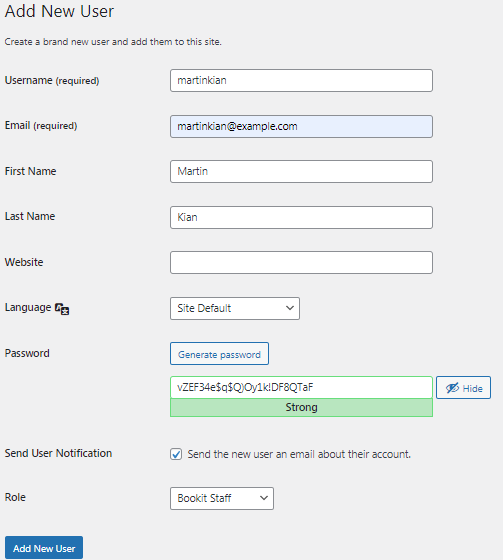 Add New User
Create a brand new user and add them to this site.
Username (required) martinkian
Email (required) martinkian@example.com
First Name Martin
Last Name Kian
Website
Language Site Default
Password Generate password
vZEF34e$q$Q)Oy1k!DF8QTaF Hide
Strong
Send User Notification Send the new user an email about their account.
Role Bookit Staff
Add New User